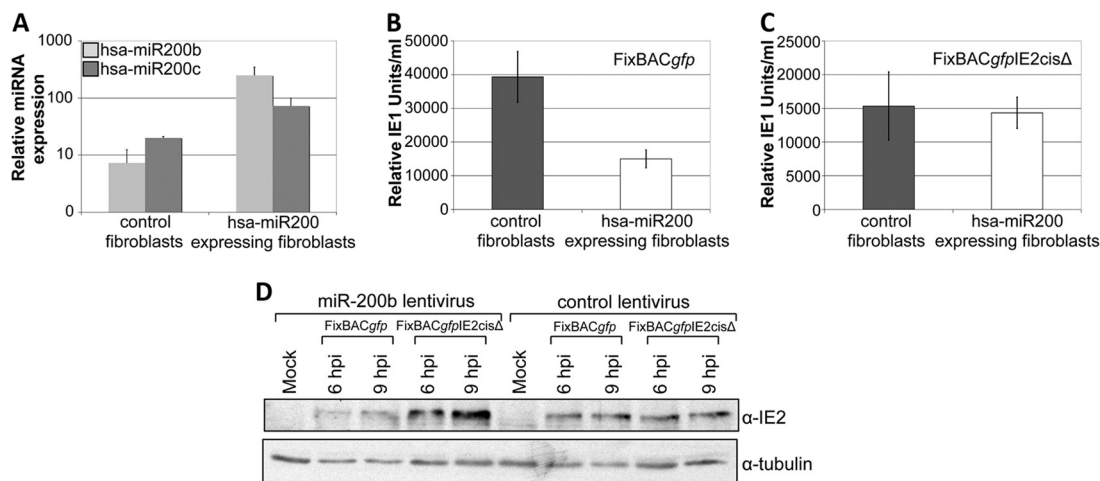 A
Relative miRNA
expression
1000
100
10
0
hsa-miR200b
hsa-miR200c
control
fibroblasts
hsa-miR200
expressing fibroblasts
B
Relative IE1 Units/ml
50000
40000
30000
20000
10000
0
FixBACgfp
control
fibroblasts
hsa-miR200
expressing fibroblasts
C
Relative IE1 Units/ml
25000
20000
15000
10000
5000
0
FixBACgfpIE2cisΔ
control
fibroblasts
hsa-miR200
expressing fibroblasts
D
miR-200b lentivirus
control lentivirus
FixBACgfp
FixBACgfpIE2cisΔ
FixBACgfp
FixBACgfpIE2cisΔ
Mock
6 hpi
9 hpi
6 hpi
9 hpi
Mock
6 hpi
9 hpi
6 hpi
9 hpi
α-IE2
α-tubulin